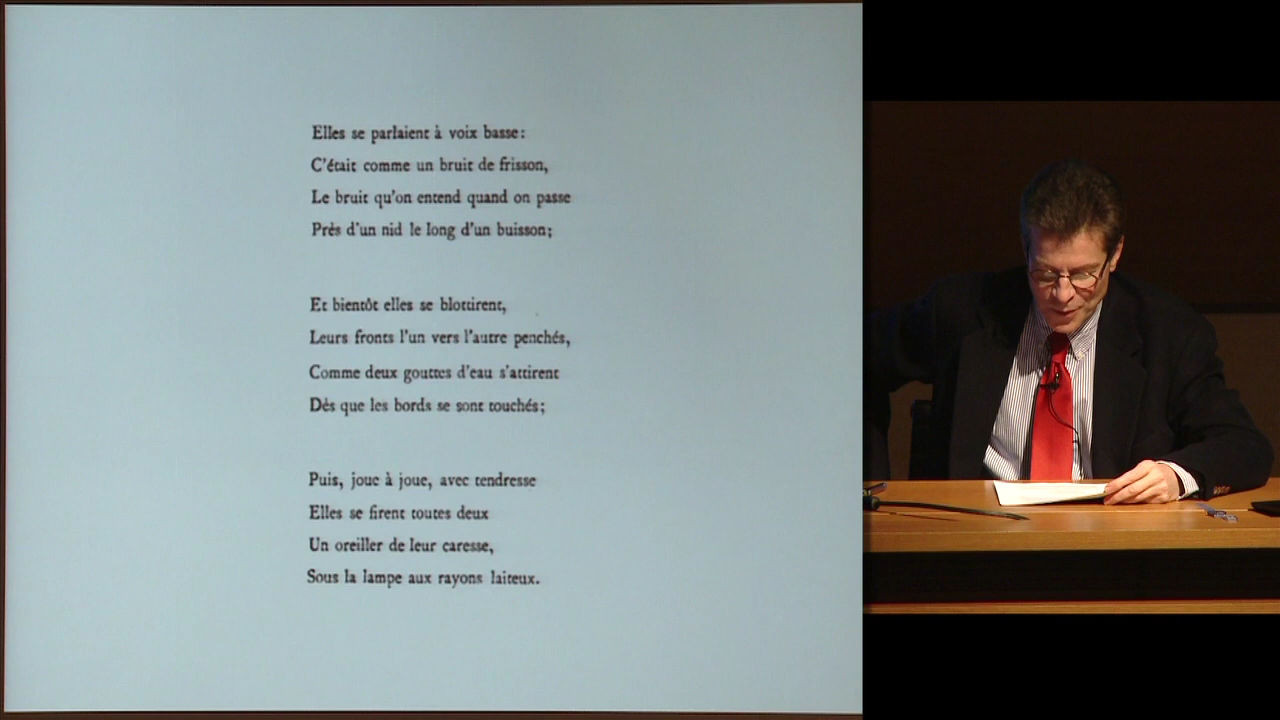 Elles se parlaient à voix basse:
C'était comme un bruit de frisson,
Le bruit qu'on entend quand on passe
Près d'un nid le long d'un buisson;
Et bientôt elles se blottirent,
Leurs fronts l'un vers l'autre penchés,
Comme deux gouttes d'eau s'attirent
Dès que les bords se sont touchés;
Puis, joue à joue, avec tendresse
Elles se firent toutes deux
Un oreiller de leur caresse,
Sous la lampe aux rayons laiteux.